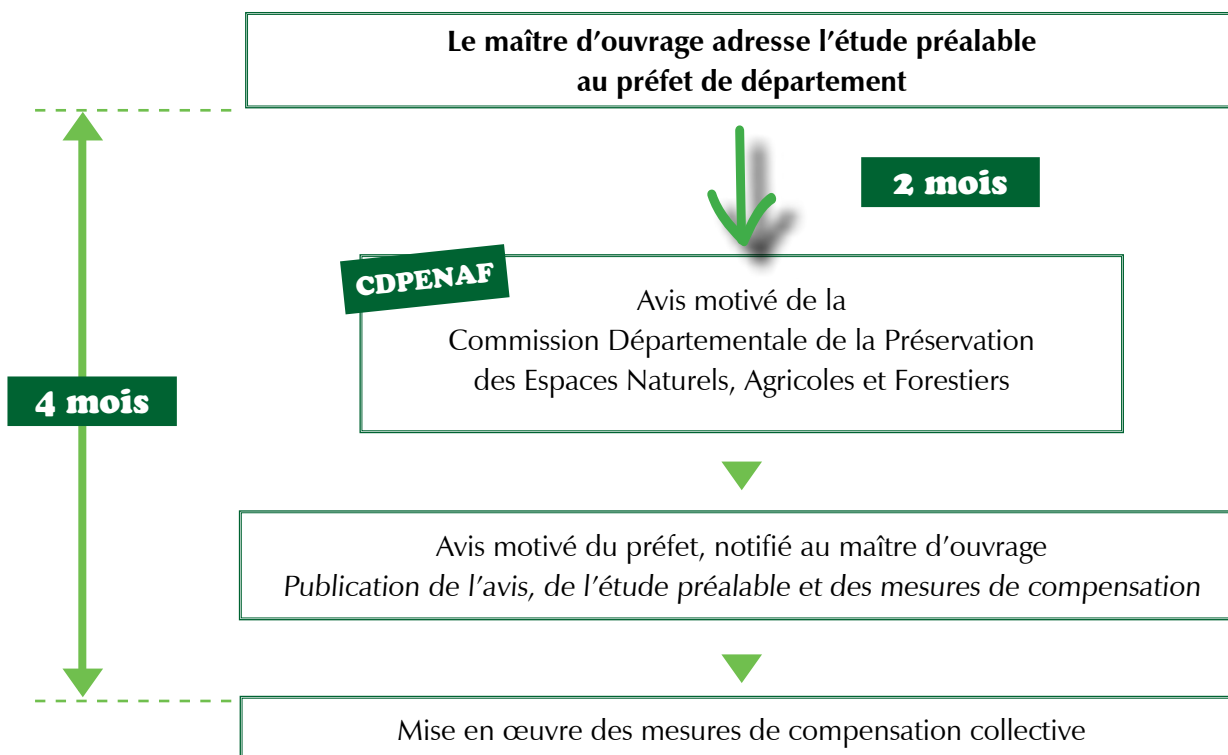 Le maître d’ouvrage adresse l’étude préalable
au préfet de département
2 mois
CDPENAF
Avis motivé de la
Commission Départementale de la Préservation
des Espaces Naturels, Agricoles et Forestiers
4 mois
Avis motivé du préfet, notifié au maître d’ouvrage
Publication de l’avis, de l’étude préalable et des mesures de compensation
Mise en œuvre des mesures de compensation collective